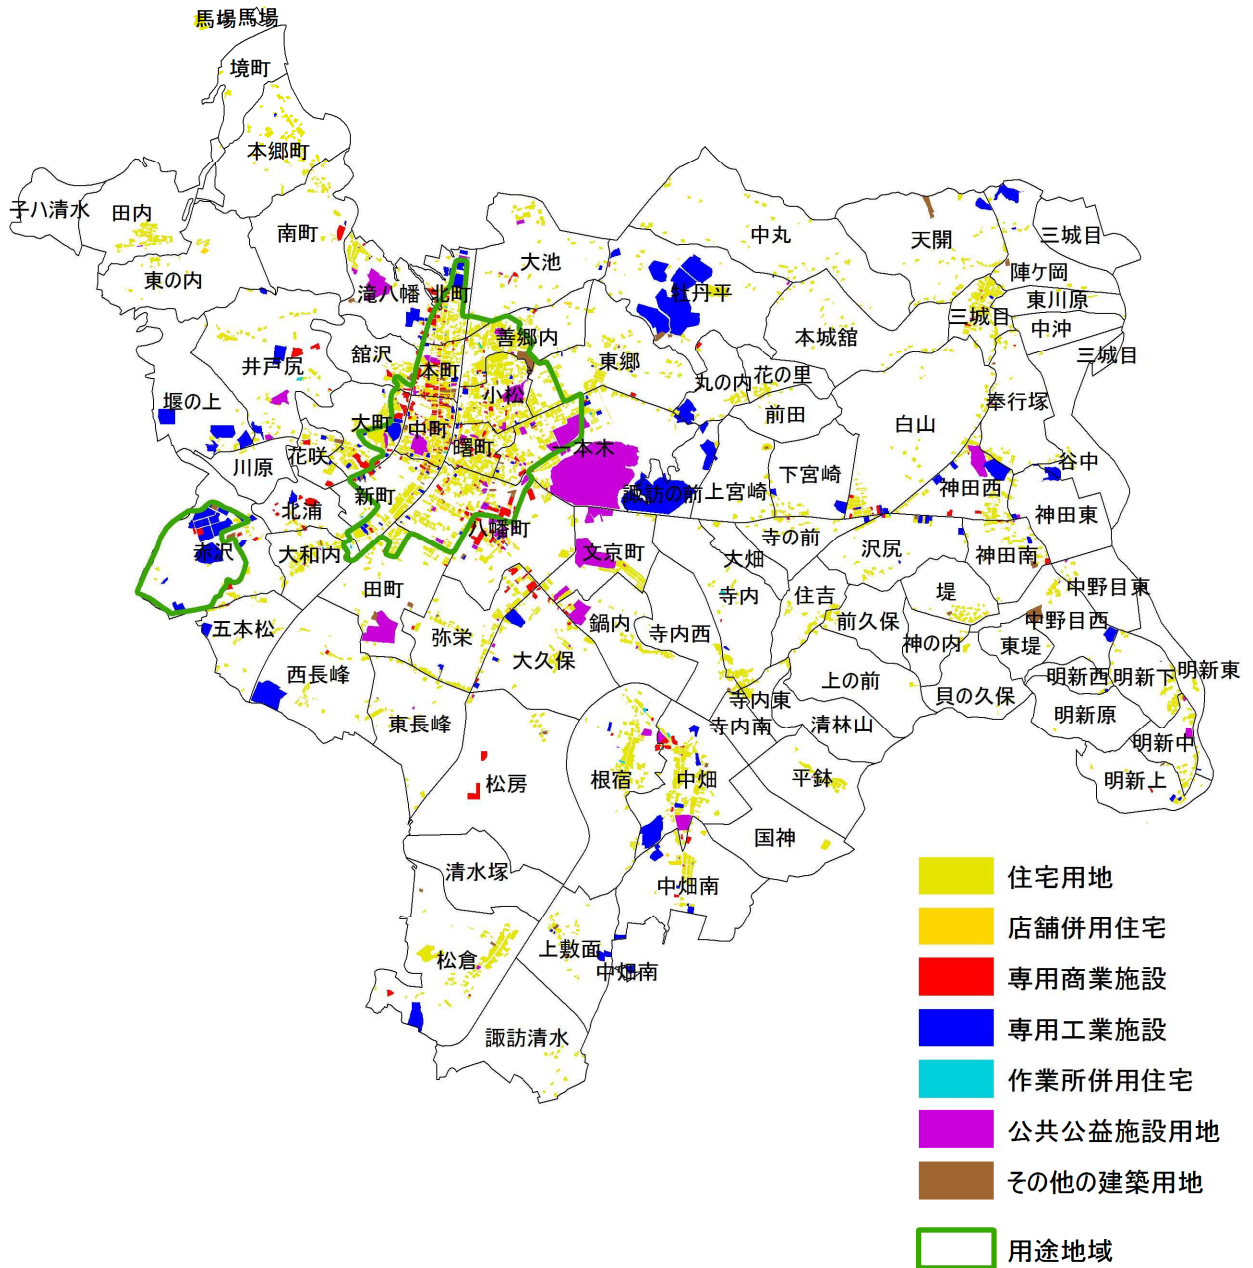 馬場馬場
境町
本郷町
子ハ清水
田内
南町
東の内
滝八幡
北町
大池
中丸
天開
三城目
陣ケ岡
東川原
三城目
中沖
三城目
牡丹平
本城舘
善郷内
東郷
舘沢
本町
井戸尻
小松
丸の内
花の里
前田
奉行塚
白山
堰の上
大町
中町
曙町
一本木
川原
花咲
新町
諏訪の前
上宮崎
下宮崎
神田西
谷中
神田東
北浦
八幡町
赤沢
大和内
文京町
大畑
寺の前
沢尻
神田南
田町
寺内
住吉
堤
中野目東
中野目西
五本松
弥栄
鍋内
寺内西
前久保
神の内
東堤
西長峰
大久保
上の前
明新西
明新下
明新東
寺内東
貝の久保
東長峰
寺内南
清林山
明新原
明新中
松房
根宿
中畑
平鉢
明新上
国神
清水塚
中畑南
松倉
上敷面
中畑南
諏訪清水
住宅用地
店舗併用住宅
専用商業施設
専用工業施設
作業所併用住宅
公共公益施設用地
その他の建築用地
用途地域